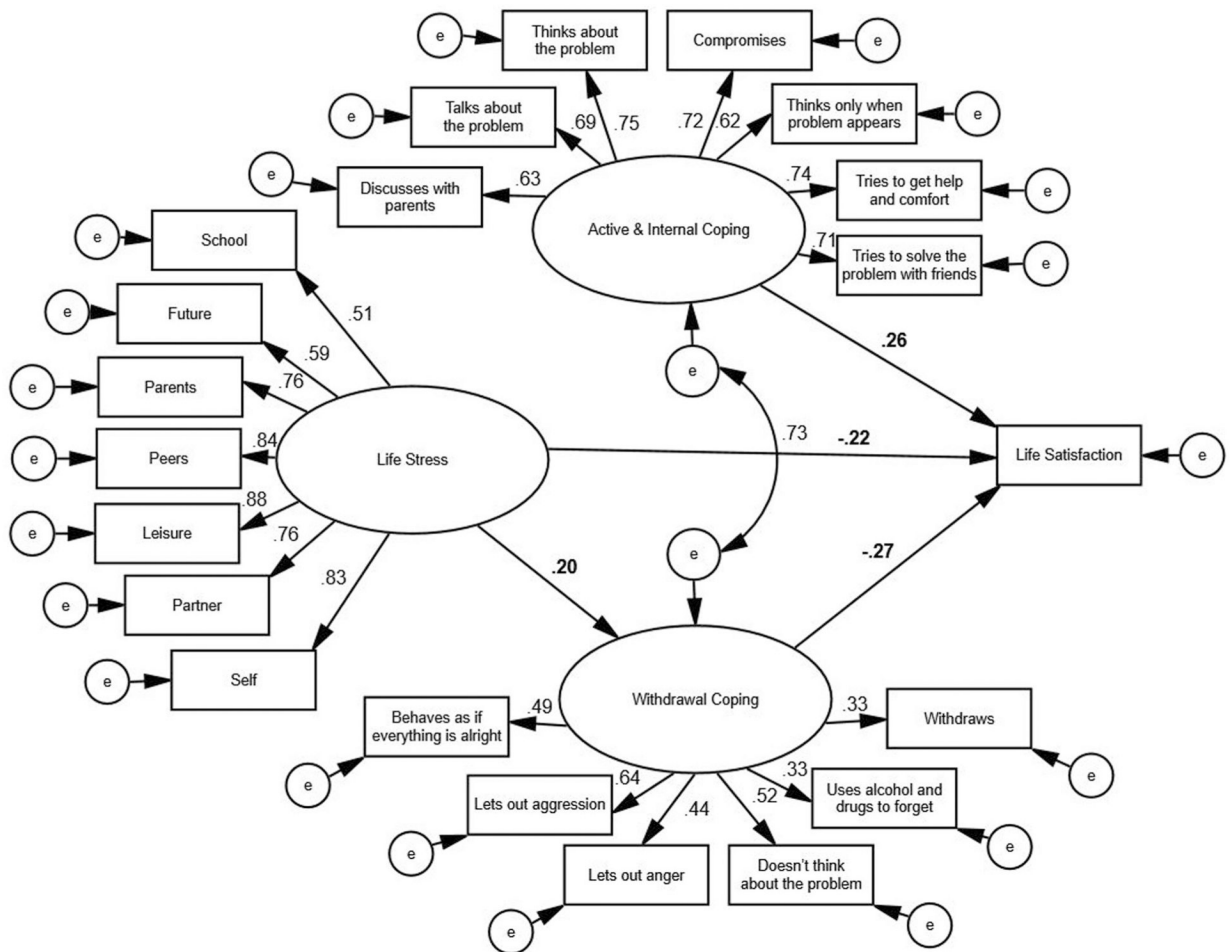 e
Thinks about
the problem
Compromises
e
e
Talks about
the problem
.69
.75
.72
.62
Thinks only when
problem appears
e
e
Discusses with
parents
.63
Active & Internal Coping
.74
Tries to get help
and comfort
e
.71
Tries to solve the
problem with friends
e
e
School
.51
e
Future
.59
e
Parents
.76
e
Peers
.84
Life Stress
e
Leisure
.88
e
Partner
.76
e
Self
.83
e
.73
e
.26
-.22
Life Satisfaction
e
.20
-.27
Withdrawal Coping
Behaves as if
everything is alright
.49
e
.33
Withdraws
e
Lets out aggression
.64
e
.33
Uses alcohol and
drugs to forget
e
Lets out anger
.44
e
.52
Doesn't think
about the problem
e